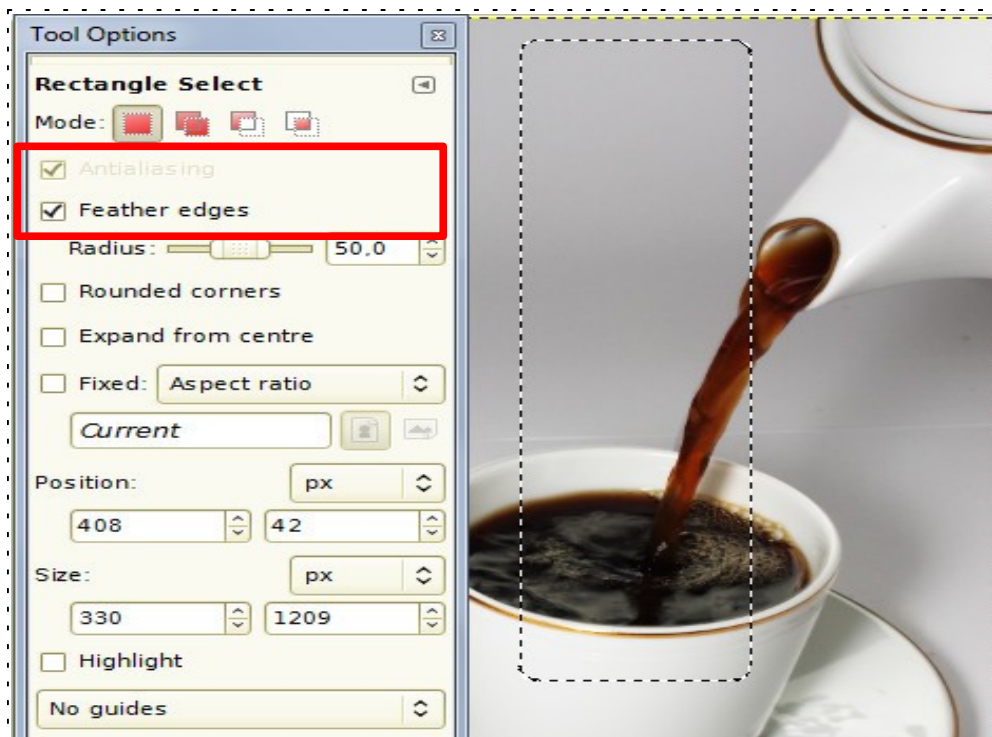 Tool Options
Rectangle Select
Mode:
Antialiasing
Feather edges
Radius: 50,0
Rounded corners
Expand from centre
Fixed: Aspect ratio
Current
Position: px
408 42
Size: px
330 1209
Highlight
No guides